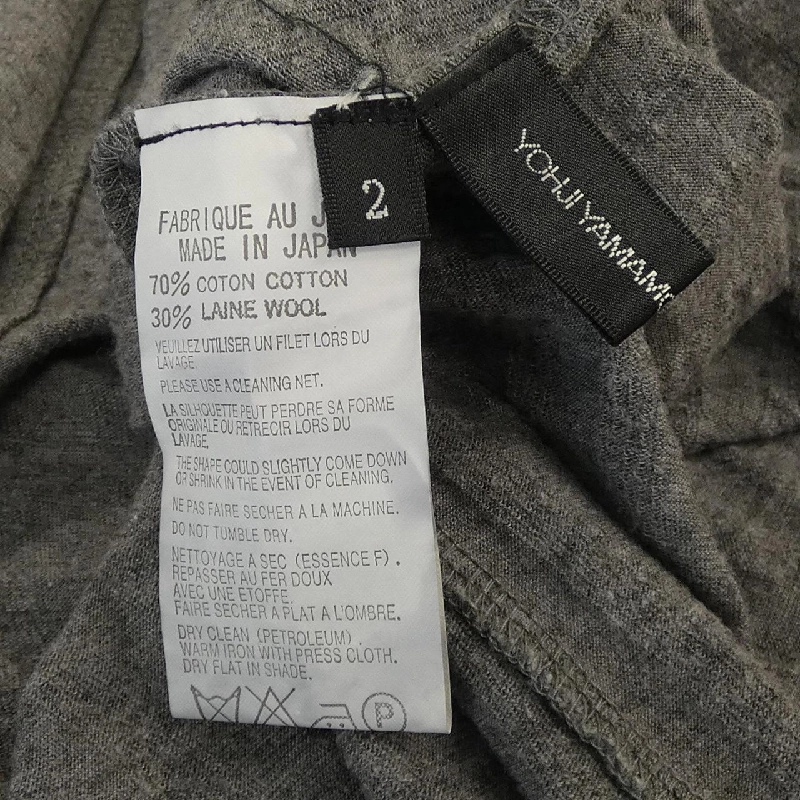 2
YOHJI YAMAM
FABRIQUE AU J
MADE IN JAPAN
70% COTON COTTON
30% LAINE WOOL
VEUILLEZ UTILISER UN FILET LORS DU
LAVAGE.
PLEASE USE A CLEANING NET.
LA SILHOUETTE PEUT PERDRE SA FORME
ORIGINALE OU RETRECIR LORS DU
LAVAGE.
THE SHAPE COULD SLIGHTLY COME DOWN
OR SHRINK IN THE EVENT OF CLEANING.
NE PAS FAIRE SECHER A LA MACHINE.
DO NOT TUMBLE DRY.
NETTOYAGE A SEC (ESSENCE F).
REPASSER AU FER DOUX
AVEC UNE ETOFFE
FAIRE SECHER A PLAT A L'OMBRE.
DRY CLEAN (PETROLEUM).
WARM IRON WITH PRESS CLOTH.
DRY FLAT IN SHADE.
P